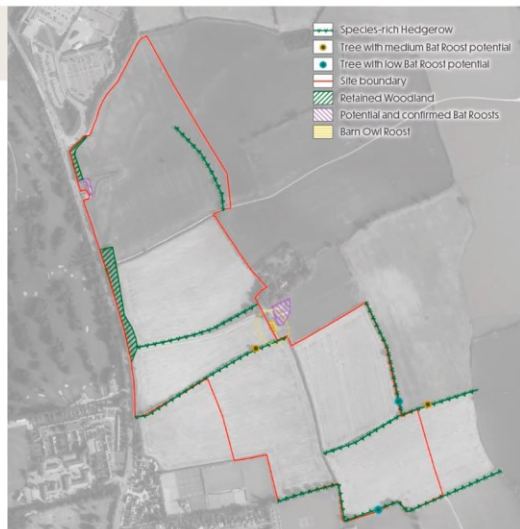 Species-rich Hedgerow
Tree with medium Bat Roost potential
Tree with low Bat Roost potential
Site boundary
Retained Woodland
Potential and confirmed Bat Roosts
Barn Owl Roost